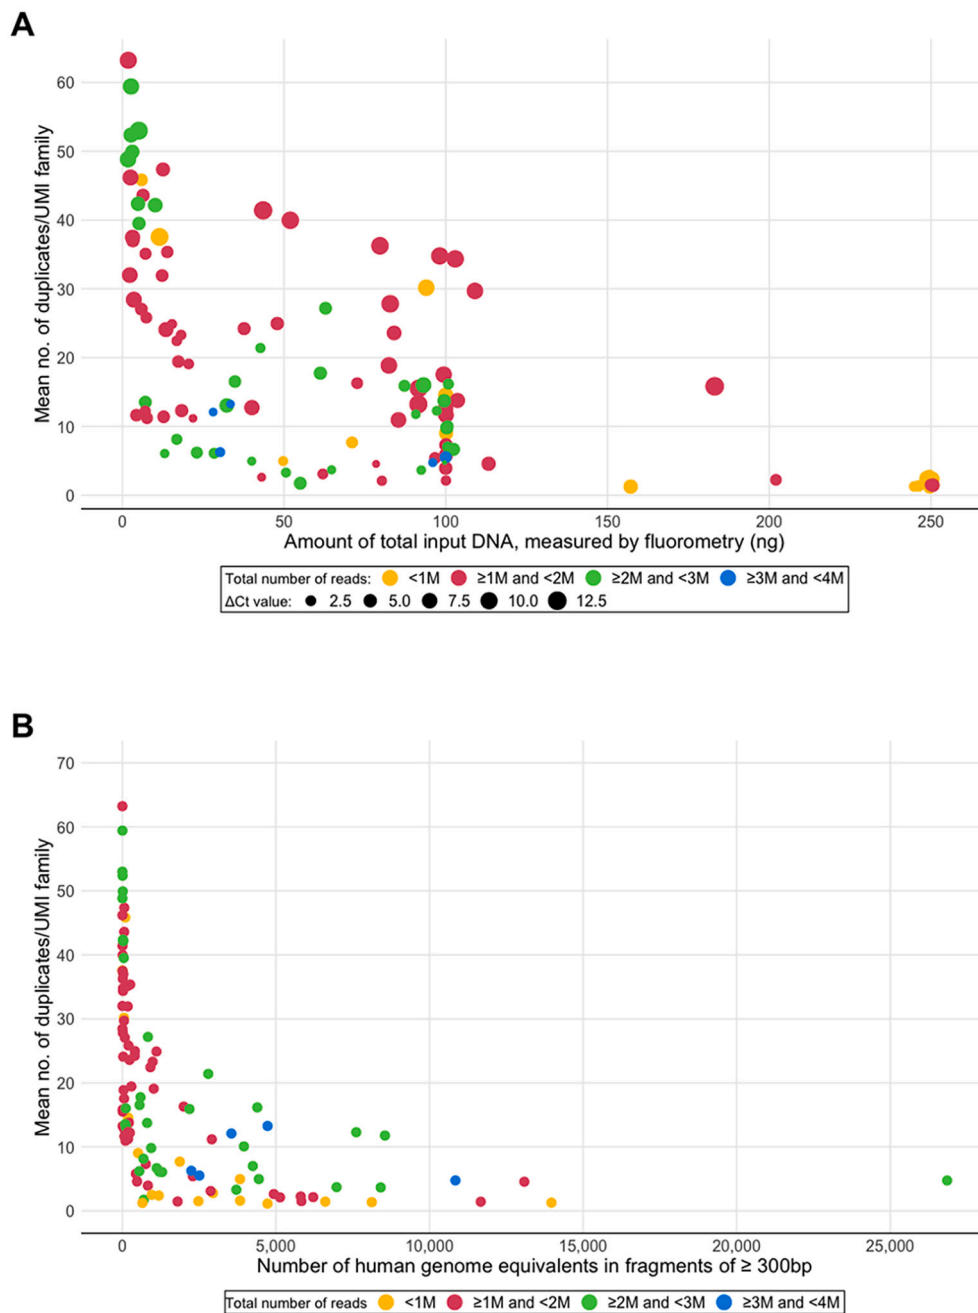 A
60
50
40
30
20
10
0
Mean no. of duplicates/UMI family
0 50 100 150 200 250
Amount of total input DNA, measured by fluorometry (ng)
Total number of reads: <1M ≥1M and <2M ≥2M and <3M ≥3M and <4M
ΔCt value: 2.5 5.0 7.5 10.0 12.5
B
70
60
50
40
30
20
10
0
Mean no. of duplicates/UMI family
0 5,000 10,000 15,000 20,000 25,000
Number of human genome equivalents in fragments of ≥ 300bp
Total number of reads <1M ≥1M and <2M ≥2M and <3M ≥3M and <4M